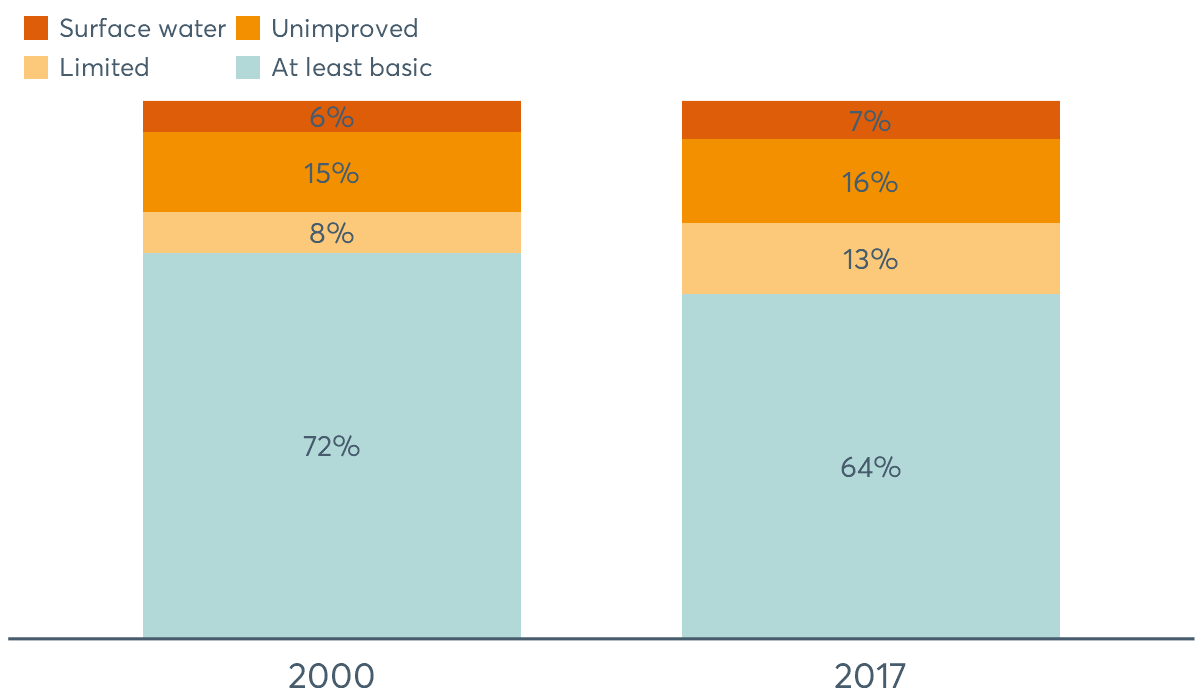 Surface water Unimproved
Limited At least basic
6% 7%
15% 16%
8% 13%
72% 64%
2000 2017